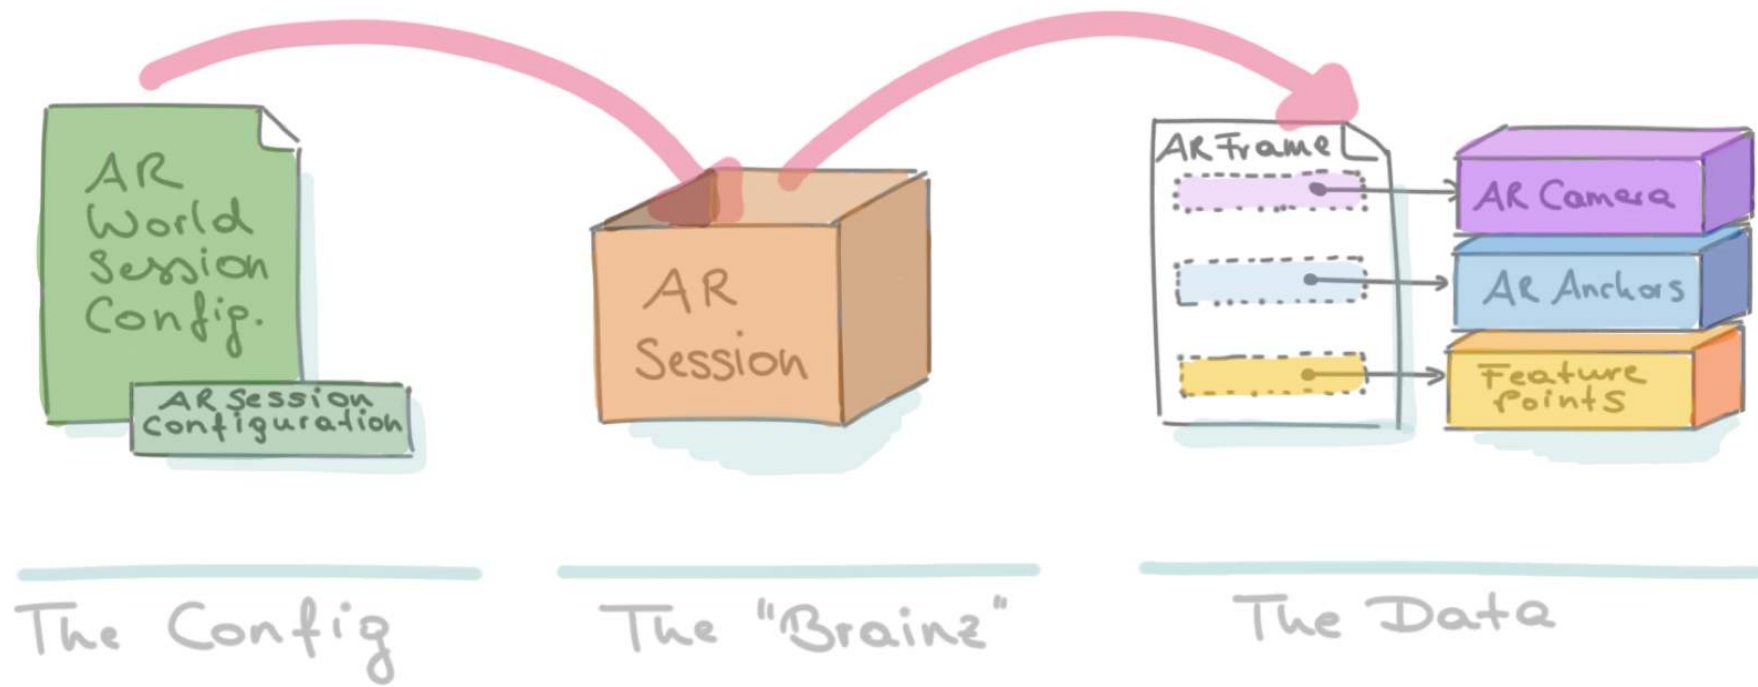 AR
World
Session
Config.
AR Session
Configuration
AR
Session
AR Frame
AR Camera
AR Anchors
Feature
Points
The Config
The "Brainz"
The Data